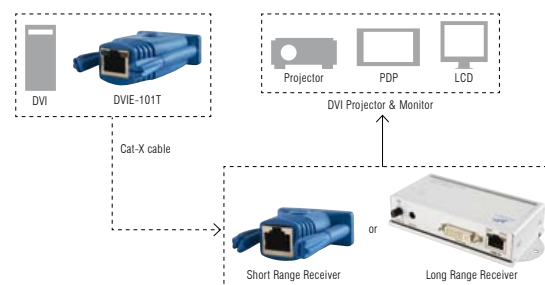 DVI
DVIE-101T
Projector
PDP
LCD
DVI Projector & Monitor
Cat-X cable
Short Range Receiver
or
Long Range Receiver